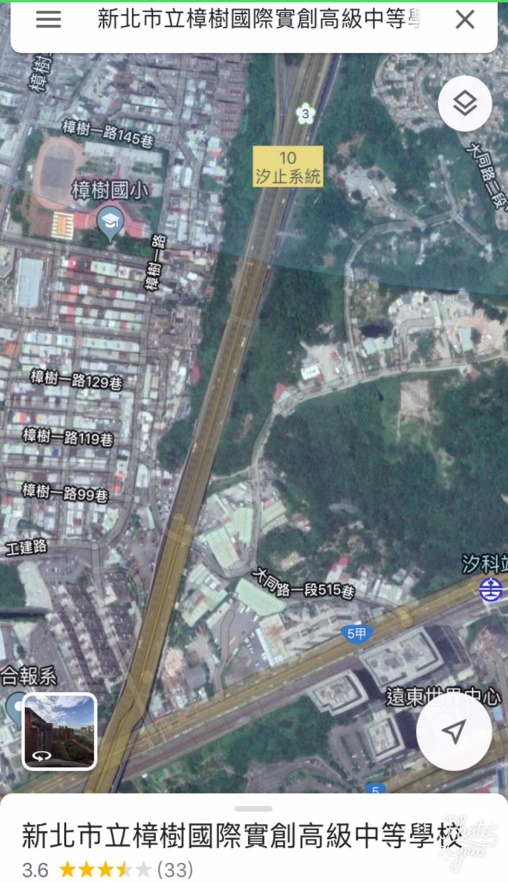 新北市立樟樹國際實創高級中等
3
10
汐止系統
樟樹一路145巷
樟樹國小
大同路三段
樟樹一路
樟樹一路129巷
樟樹一路119巷
樟樹一路99巷
工建路
汐科
大同路一段515巷
5甲
合報系
遠東世界中心
5
新北市立樟樹國際實創高級中等學校
3.6 (33)